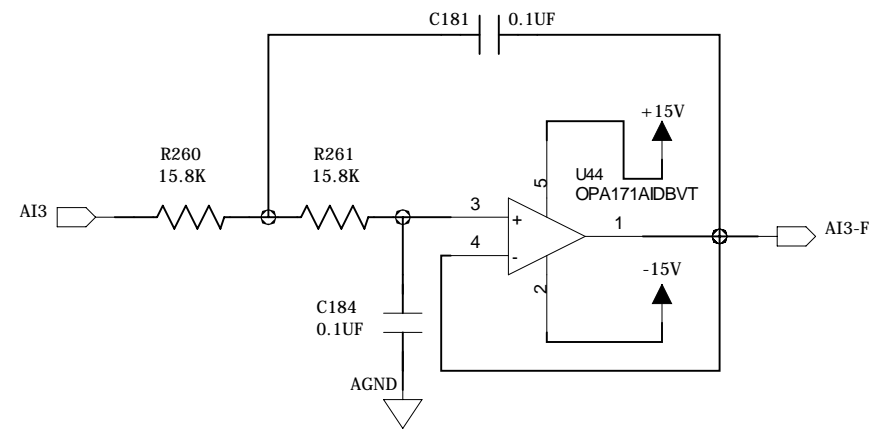 C181 0.1UF
+15V
R260
15.8K
R261
15.8K
U44
OPA171AIDBVT
5
AI3
3
+
1
AI3-F
4
-
2
-15V
C184
0.1UF
AGND